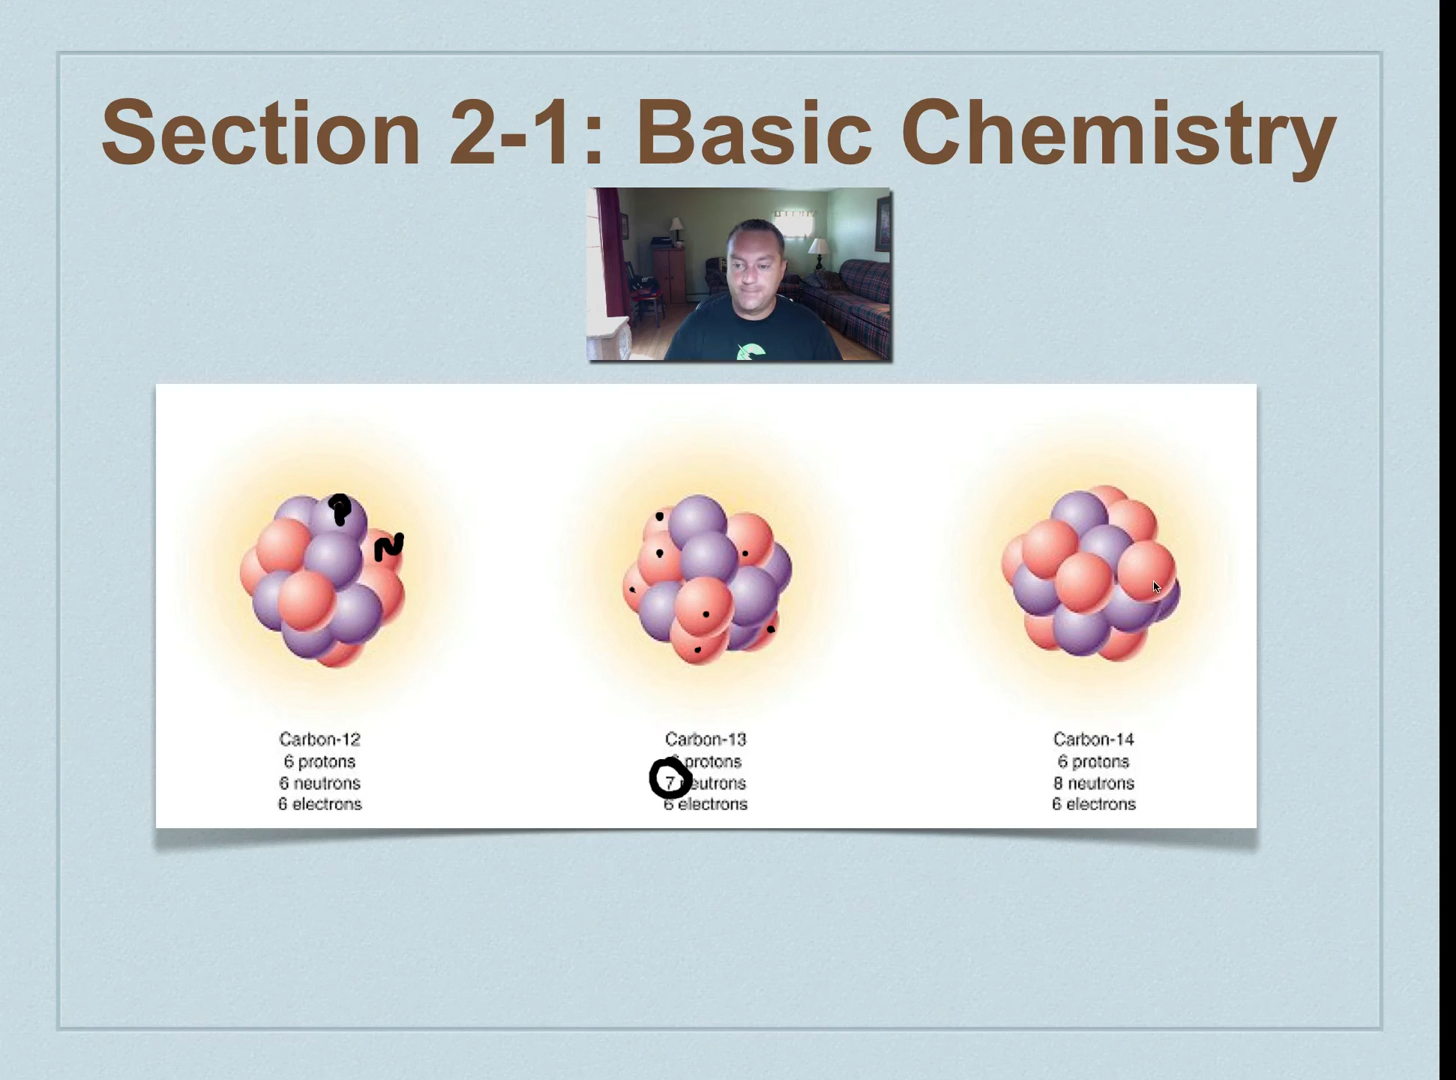 Section 2-1: Basic Chemistry
P
N
Carbon-12
6 protons
6 neutrons
6 electrons
Carbon-13
6 protons
7 neutrons
6 electrons
Carbon-14
6 protons
8 neutrons
6 electrons